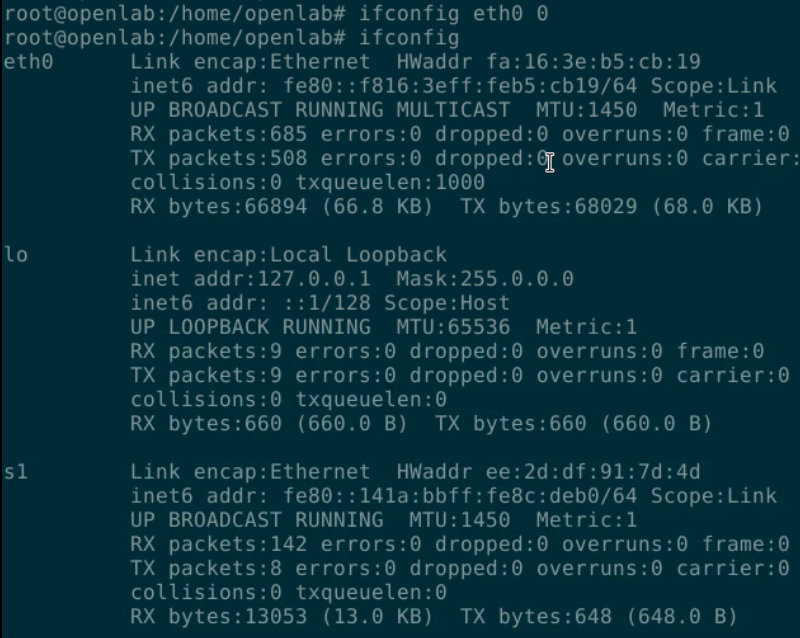 root@openlab:/home/openlab# ifconfig eth0 0
root@openlab:/home/openlab# ifconfig
eth0      Link encap:Ethernet  HWaddr fa:16:3e:b5:cb:19
          inet6 addr: fe80::f816:3eff:feb5:cb19/64 Scope:Link
          UP BROADCAST RUNNING MULTICAST  MTU:1450  Metric:1
          RX packets:685 errors:0 dropped:0 overruns:0 frame:0
          TX packets:508 errors:0 dropped:0 overruns:0 carrier:
          collisions:0 txqueuelen:1000
          RX bytes:66894 (66.8 KB)  TX bytes:68029 (68.0 KB)

lo        Link encap:Local Loopback
          inet addr:127.0.0.1  Mask:255.0.0.0
          inet6 addr: ::1/128 Scope:Host
          UP LOOPBACK RUNNING  MTU:65536  Metric:1
          RX packets:9 errors:0 dropped:0 overruns:0 frame:0
          TX packets:9 errors:0 dropped:0 overruns:0 carrier:0
          collisions:0 txqueuelen:0
          RX bytes:660 (660.0 B)  TX bytes:660 (660.0 B)

s1        Link encap:Ethernet  HWaddr ee:2d:df:91:7d:4d
          inet6 addr: fe80::141a:bbff:fe8c:deb0/64 Scope:Link
          UP BROADCAST RUNNING  MTU:1450  Metric:1
          RX packets:142 errors:0 dropped:0 overruns:0 frame:0
          TX packets:8 errors:0 dropped:0 overruns:0 carrier:0
          collisions:0 txqueuelen:0
          RX bytes:13053 (13.0 KB)  TX bytes:648 (648.0 B)